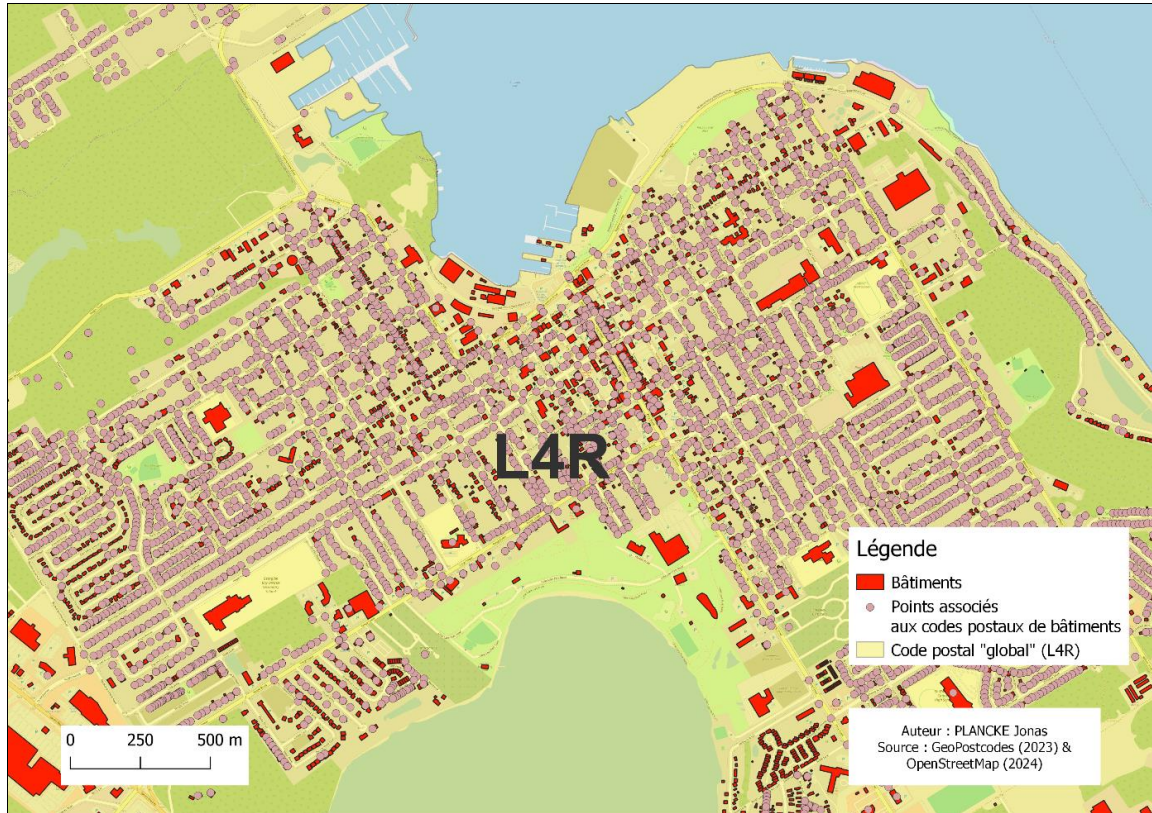 L4R
Légende
Bâtiments
Points associés
aux codes postaux de bâtiments
Code postal "global" (L4R)
0 250 500 m
Auteur : PLANCKE Jonas
Source : GeoPostcodes (2023) &
OpenStreetMap (2024)